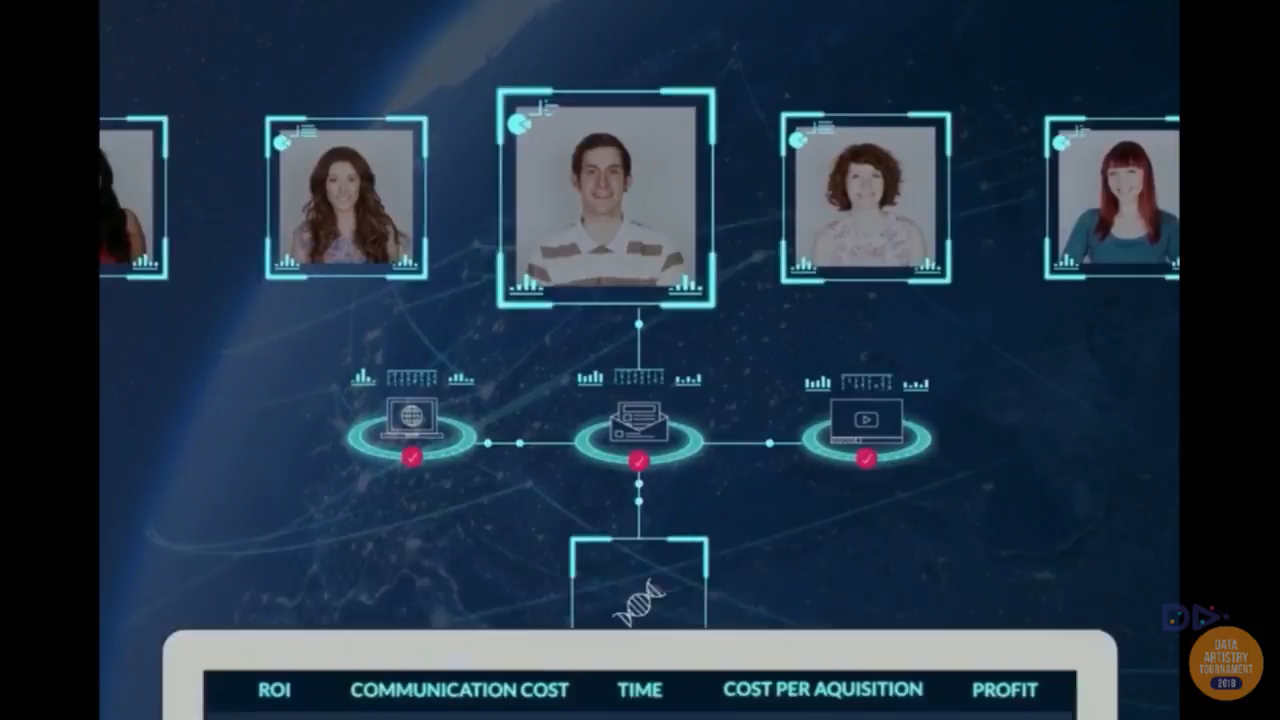 ROI COMMUNICATION COST TIME COST PER AQUISITION PROFIT
DATA
ARTISTRY
TOURNAMENT
2018